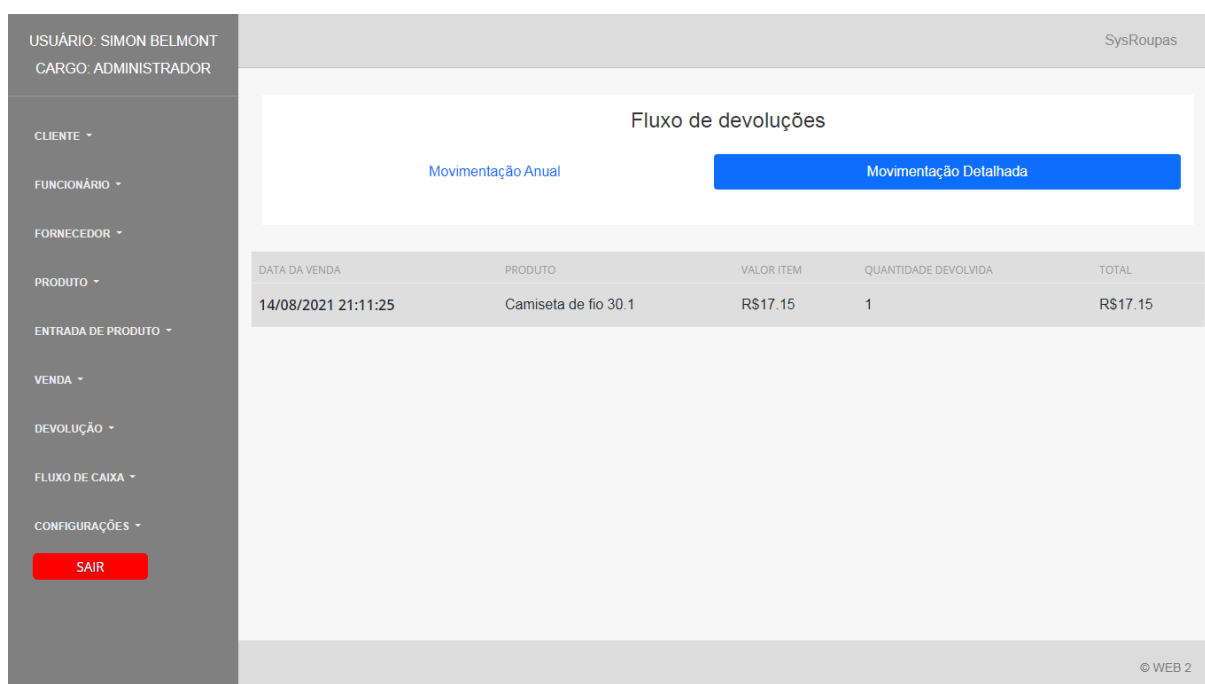 USUÁRIO: SIMON BELMONT
CARGO: ADMINISTRADOR
SysRoupas
CLIENTE
FUNCIONÁRIO
FORNECEDOR
PRODUTO
ENTRADA DE PRODUTO
VENDA
DEVOLUÇÃO
FLUXO DE CAIXA
CONFIGURAÇÕES
SAIR
Fluxo de devoluções
Movimentação Anual Movimentação Detalhada
DATA DA VENDA PRODUTO VALOR ITEM QUANTIDADE DEVOLVIDA TOTAL
14/08/2021 21:11:25 Camiseta de fio 30.1 R$17.15 1 R$17.15
© WEB 2